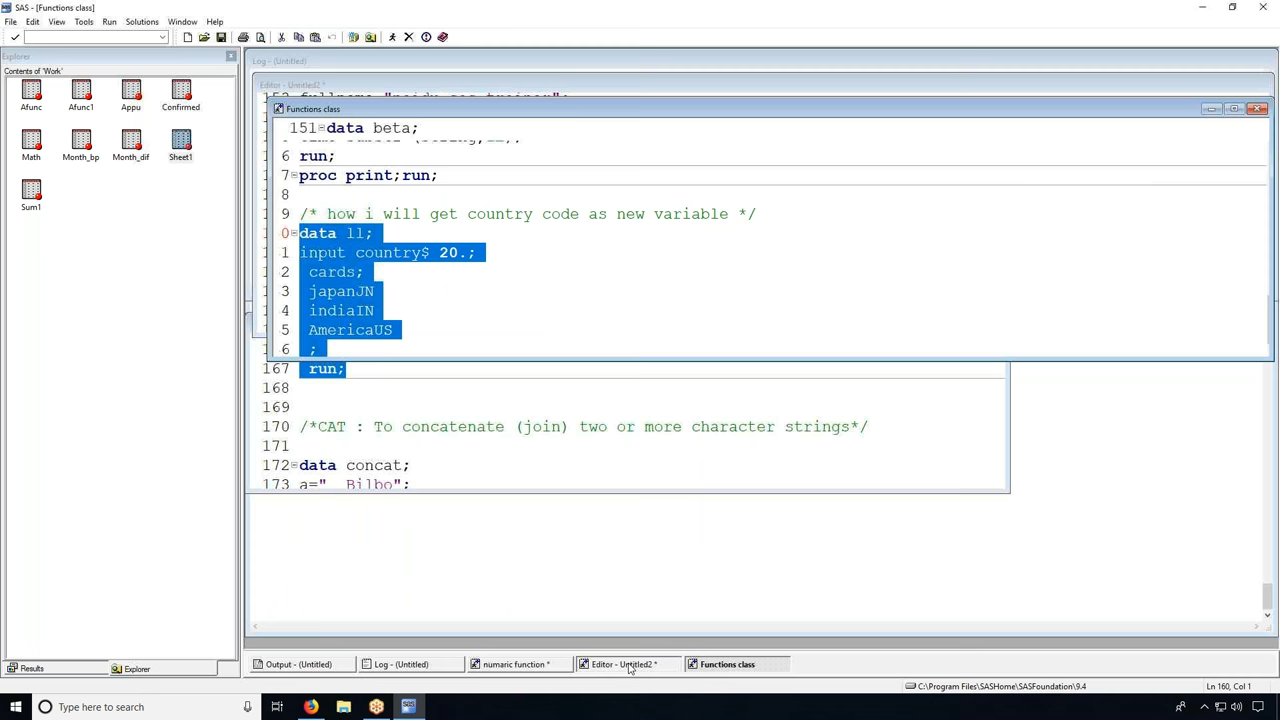 SAS - [Functions class]
File Edit View Tools Run Solutions Window Help
Explorer
Contents of 'Work'
Afunc Afunc1 Appu Confirmed
Math Month_bp Month_dif Sheet1
Sum1
Log - (Untitled)
Editor - Untitled2 *
Functions class
151 data beta;
6 run;
7 proc print;run;
8
9 /* how i will get country code as new variable */
0 data ll;
1 input country$ 20.;
2 cards;
3 japanJN
4 indiaIN
5 AmericaUS
6 ;
167 run;
168
169
170 /*CAT : To concatenate (join) two or more character strings*/
171
172 data concat;
173 a="  Bilbo";
Results Explorer
Output - (Untitled) Log - (Untitled) numaric function * Editor - Untitled2 * Functions class
C:\Program Files\SASHome\SASFoundation\9.4
Ln 160, Col 1
Type here to search